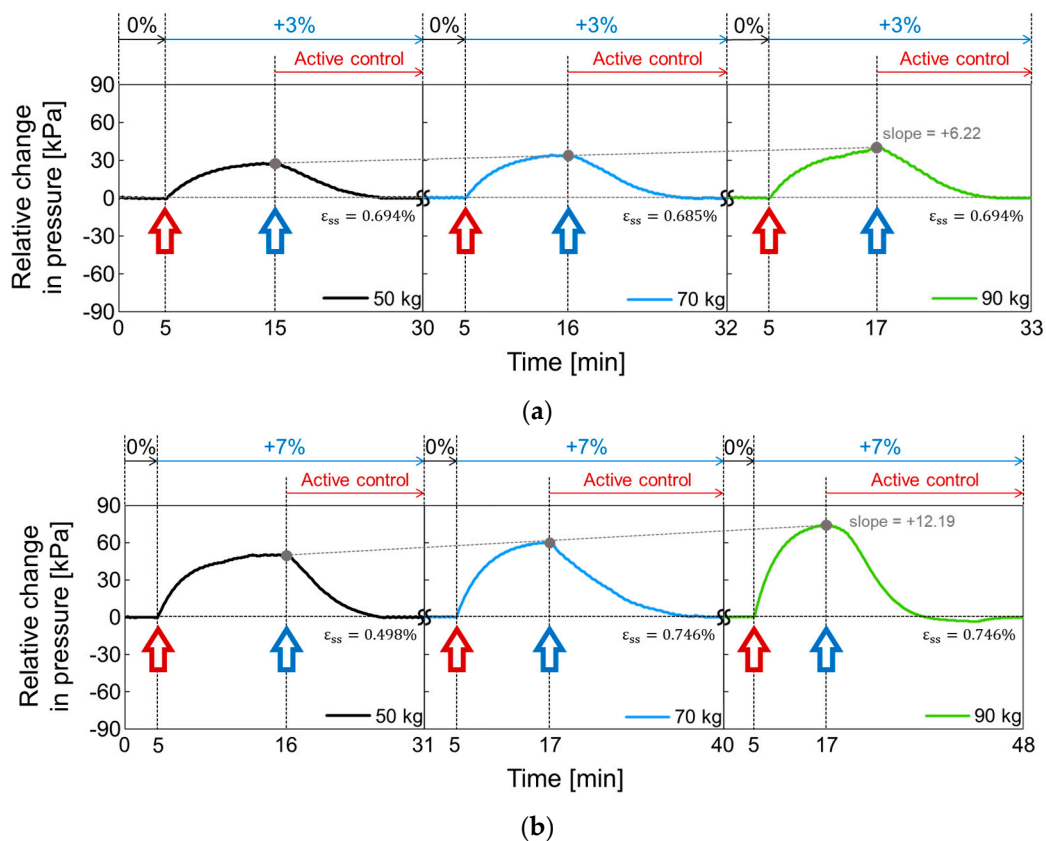 0% +3% 0% +3% 0% +3%
Active control Active control Active control
Relative change
in pressure [kPa]
90
60
30
0
-30
-60
-90
slope = +6.22
εss = 0.694% εss = 0.685% εss = 0.694%
50 kg 70 kg 90 kg
0 5 15 30 5 16 32 5 17 33
Time [min]
(a)
0% +7% 0% +7% 0% +7%
Active control Active control Active control
Relative change
in pressure [kPa]
90
60
30
0
-30
-60
-90
slope = +12.19
εss = 0.498% εss = 0.746% εss = 0.746%
50 kg 70 kg 90 kg
0 5 16 31 5 17 40 5 17 48
Time [min]
(b)